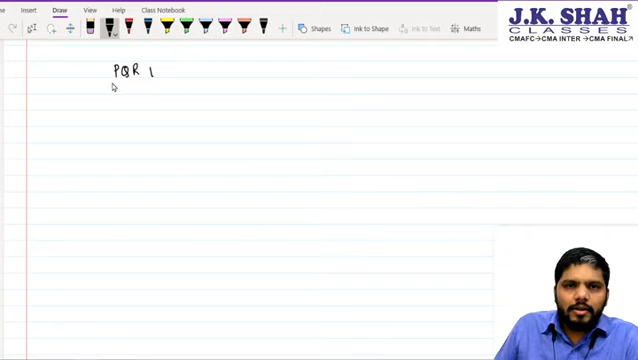 Insert Draw View Help Class Notebook
Shapes Ink to Shape Ink to Text Maths
J.K. SHAH
CLASSES
CMAFC→CMA INTER→CMA FINAL↗
PQR 1